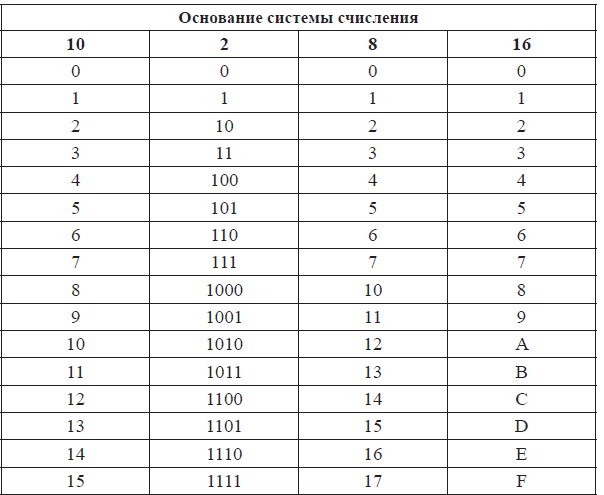 Основание системы счисления
10 2 8 16
0 0 0 0
1 1 1 1
2 10 2 2
3 11 3 3
4 100 4 4
5 101 5 5
6 110 6 6
7 111 7 7
8 1000 10 8
9 1001 11 9
10 1010 12 A
11 1011 13 B
12 1100 14 C
13 1101 15 D
14 1110 16 E
15 1111 17 F